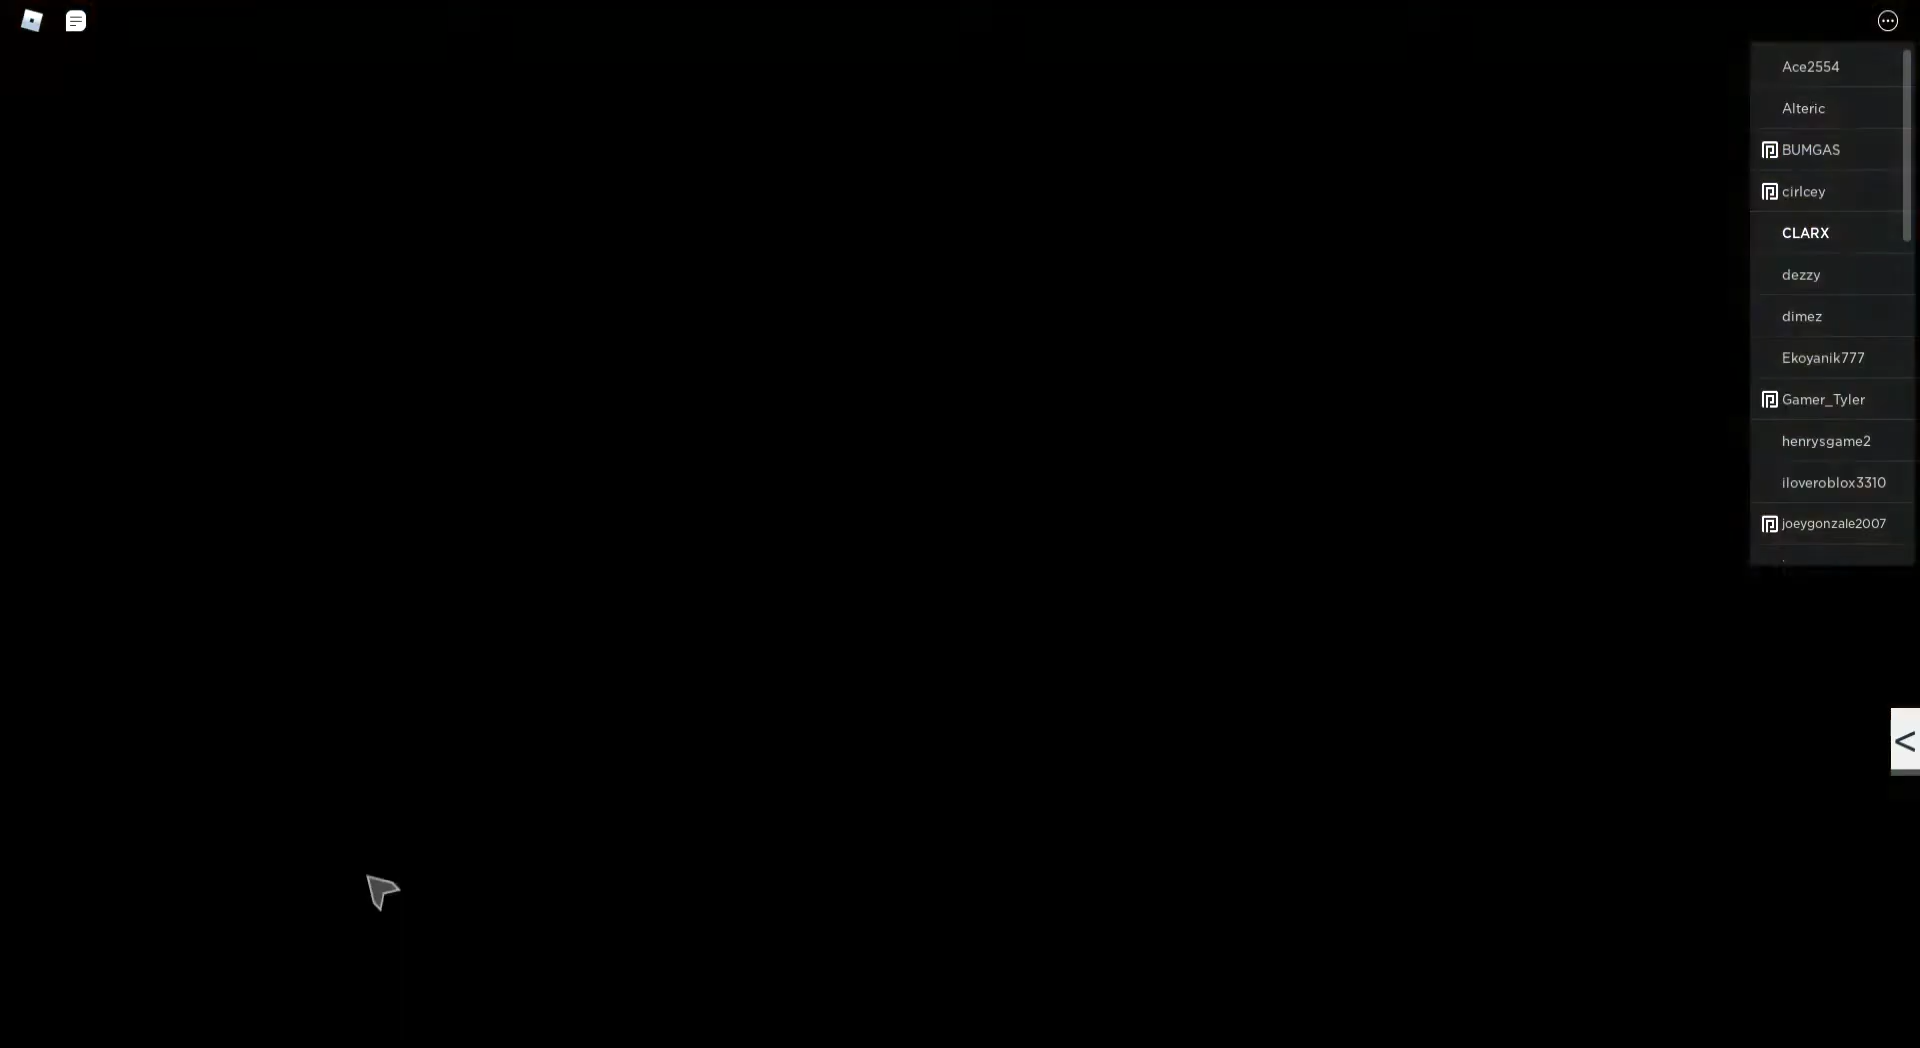 Ace2554
Alteric
BUMGAS
cirlcey
CLARX
dezzy
dimez
Ekoyanik777
Gamer_Tyler
henrysgame2
iloveroblox3310
joeygonzale2007
<